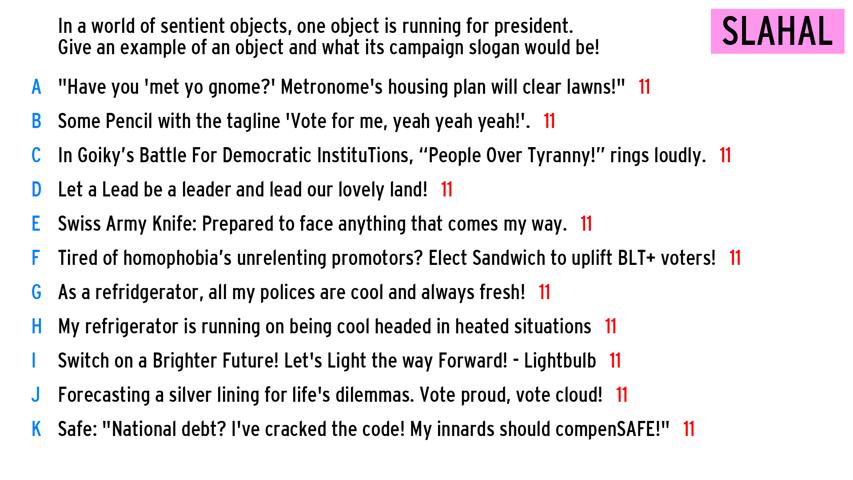 In a world of sentient objects, one object is running for president.
Give an example of an object and what its campaign slogan would be!
SLAHAL
A "Have you 'met yo gnome?' Metronome's housing plan will clear lawns!" 11
B Some Pencil with the tagline 'Vote for me, yeah yeah yeah!'. 11
C In Goiky’s Battle For Democratic InstituTions, “People Over Tyranny!” rings loudly. 11
D Let a Lead be a leader and lead our lovely land! 11
E Swiss Army Knife: Prepared to face anything that comes my way. 11
F Tired of homophobia’s unrelenting promotors? Elect Sandwich to uplift BLT+ voters! 11
G As a refridgerator, all my polices are cool and always fresh! 11
H My refrigerator is running on being cool headed in heated situations 11
I Switch on a Brighter Future! Let's Light the way Forward! - Lightbulb 11
J Forecasting a silver lining for life's dilemmas. Vote proud, vote cloud! 11
K Safe: "National debt? I've cracked the code! My innards should compenSAFE!" 11